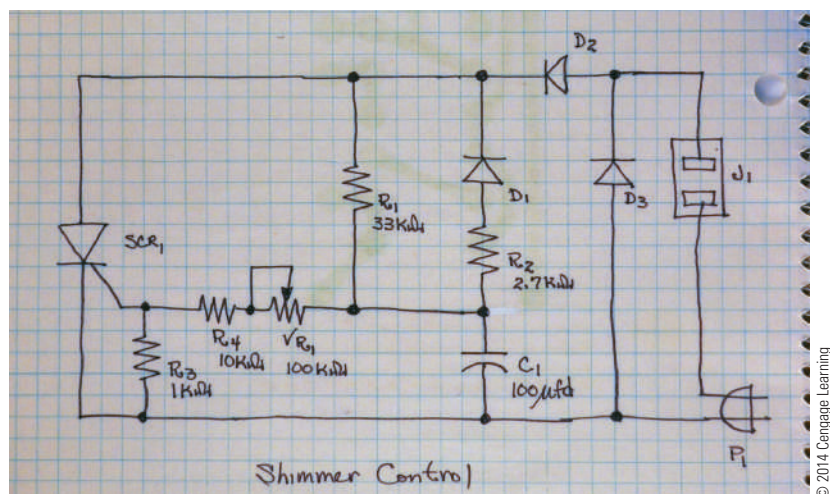 D2
J1
D1
D3
R1
33KΩ
SCR1
R2
2.7KΩ
R4
10KΩ
VR1
100KΩ
R3
1KΩ
C1
100µfd
P1
Shimmer Control
© 2014 Cengage Learning